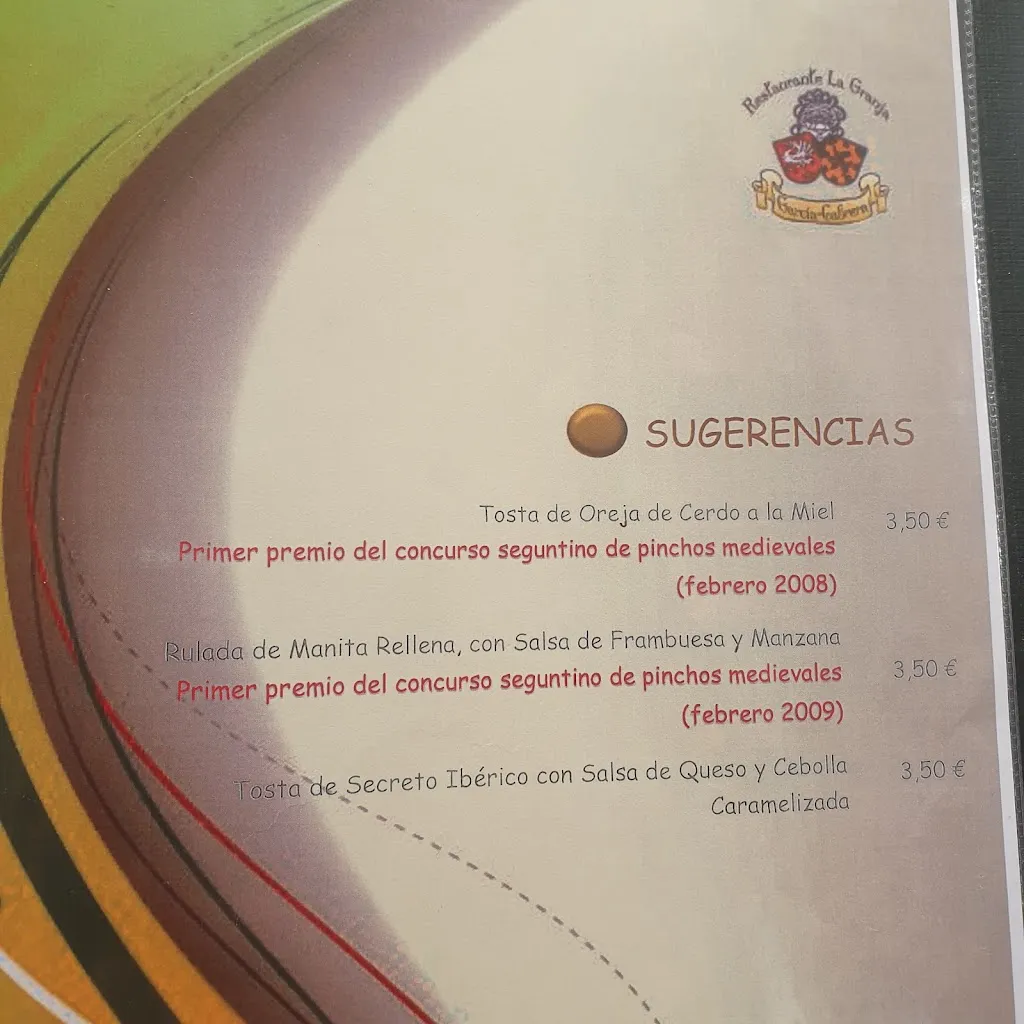 Restaurante La Granja
García-Cabrera
SUGERENCIAS
Tosta de Oreja de Cerdo a la Miel 3,50 €
Primer premio del concurso seguntino de pinchos medievales
(febrero 2008)
Rulada de Manita Rellena, con Salsa de Frambuesa y Manzana 3,50 €
Primer premio del concurso seguntino de pinchos medievales
(febrero 2009)
Tosta de Secreto Ibérico con Salsa de Queso y Cebolla 3,50 €
Caramelizada